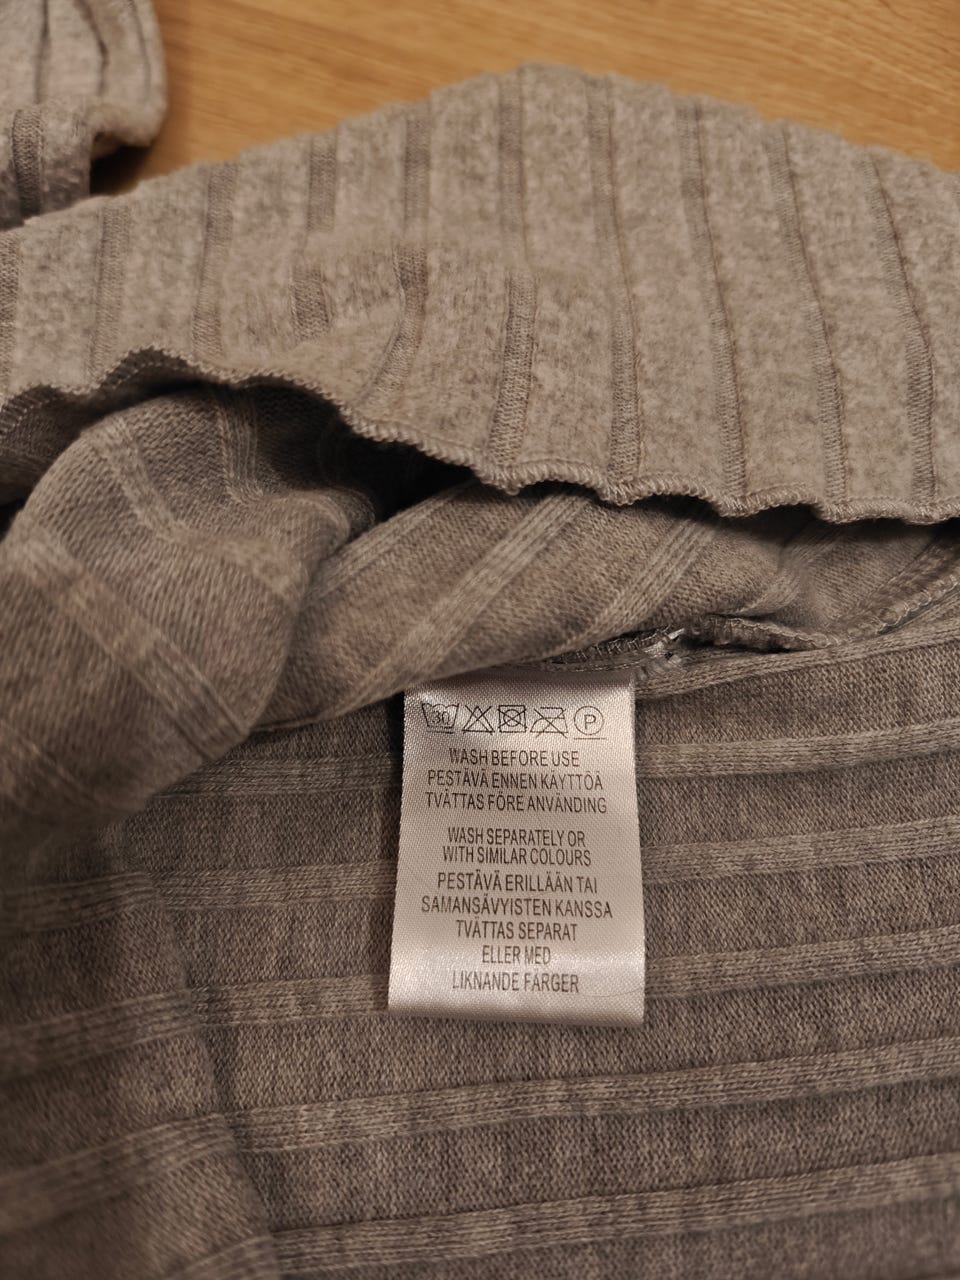 30 P
WASH BEFORE USE
PESTÄVÄ ENNEN KÄYTTÖÄ
TVÄTTAS FÖRE ANVÄNDING
WASH SEPARATELY OR
WITH SIMILAR COLOURS
PESTÄVÄ ERILLÄÄN TAI
SAMANSÄVYISTEN KANSSA
TVÄTTAS SEPARAT
ELLER MED
LIKNANDE FÄRGER